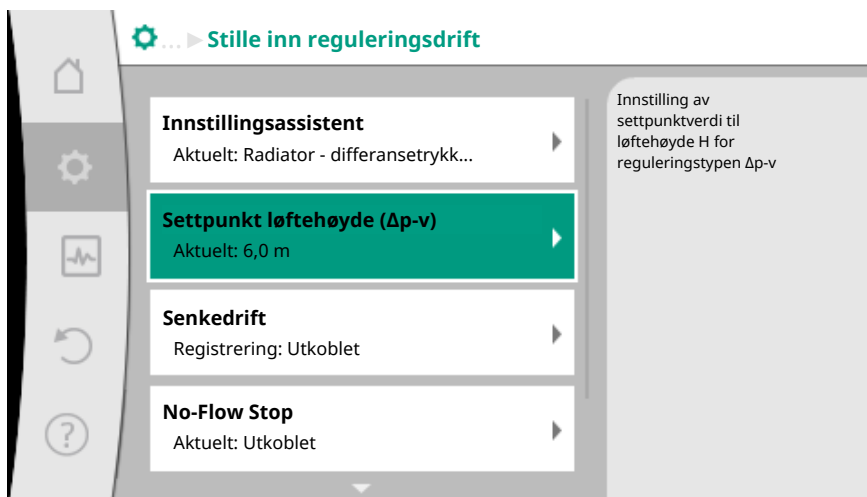 ... Stille inn reguleringsdrift
Innstillingsassistent
Aktuelt: Radiator - differansetrykk...
Settpunkt løftehøyde (Δp-v)
Aktuelt: 6,0 m
Senkedrift
Registrering: Utkoblet
No-Flow Stop
Aktuelt: Utkoblet
Innstilling av
settpunktverdi til
løftehøyde H for
reguleringstypen Δp-v
?